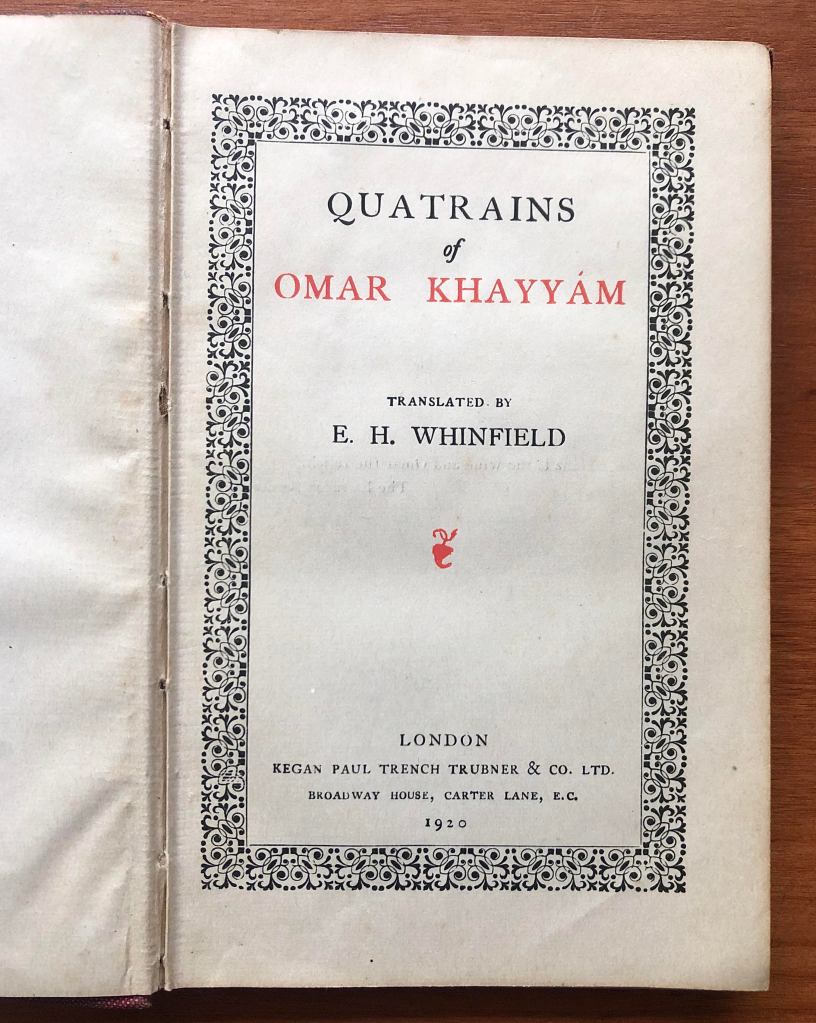 QUATRAINS
of
OMAR KHAYYÁM
TRANSLATED BY
E. H. WHINFIELD
LONDON
KEGAN PAUL TRENCH TRUBNER & CO. LTD.
BROADWAY HOUSE, CARTER LANE, E.C.
1920